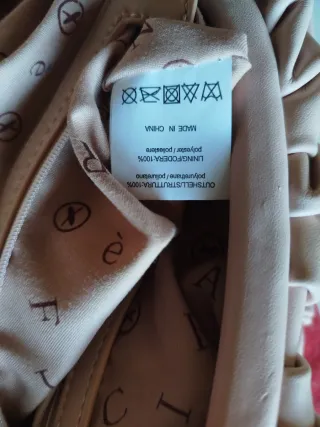 OUTSHELL/STRUTTURA:100%
polyurethane / poliuretano
LINING/FODERA:100%
polyester / poliestere
MADE IN CHINA
è
F
U
C
I
A
I